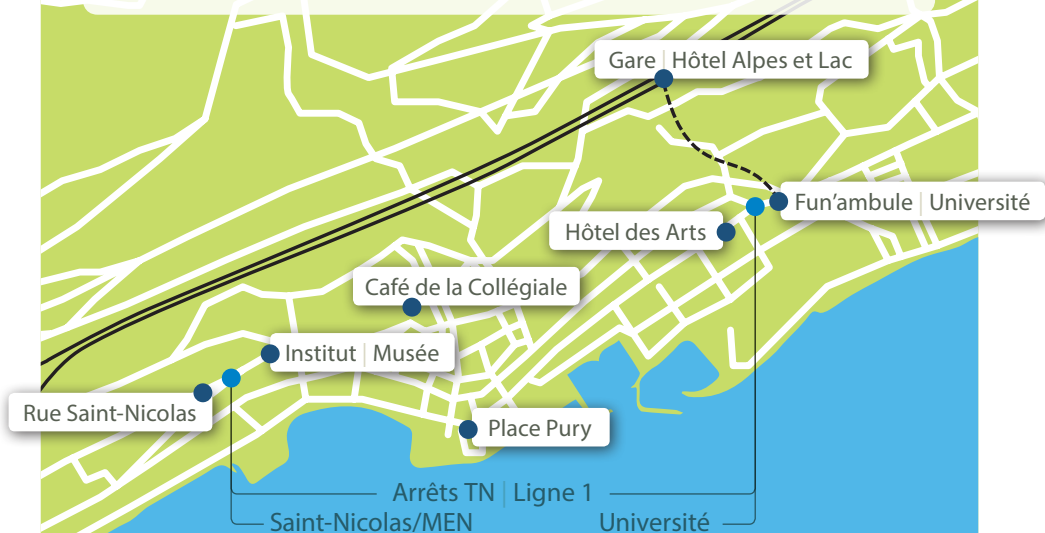 Gare | Hôtel Alpes et Lac
Fun'ambule | Université
Hôtel des Arts
Café de la Collégiale
Institut | Musée
Rue Saint-Nicolas
Place Pury
Arrêts TN | Ligne 1
Saint-Nicolas/MEN
Université